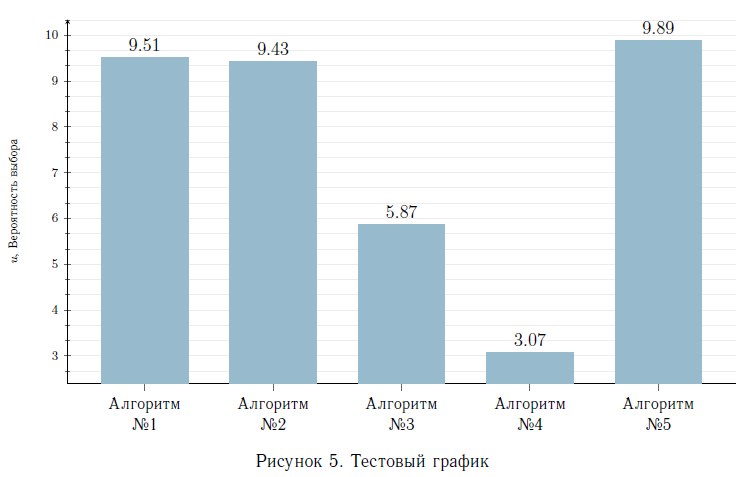 10
9
8
7
6
5
4
3
u, Вероятность выбора
9.51
9.43
5.87
3.07
9.89
Алгоритм
№1
Алгоритм
№2
Алгоритм
№3
Алгоритм
№4
Алгоритм
№5
Рисунок 5. Тестовый график